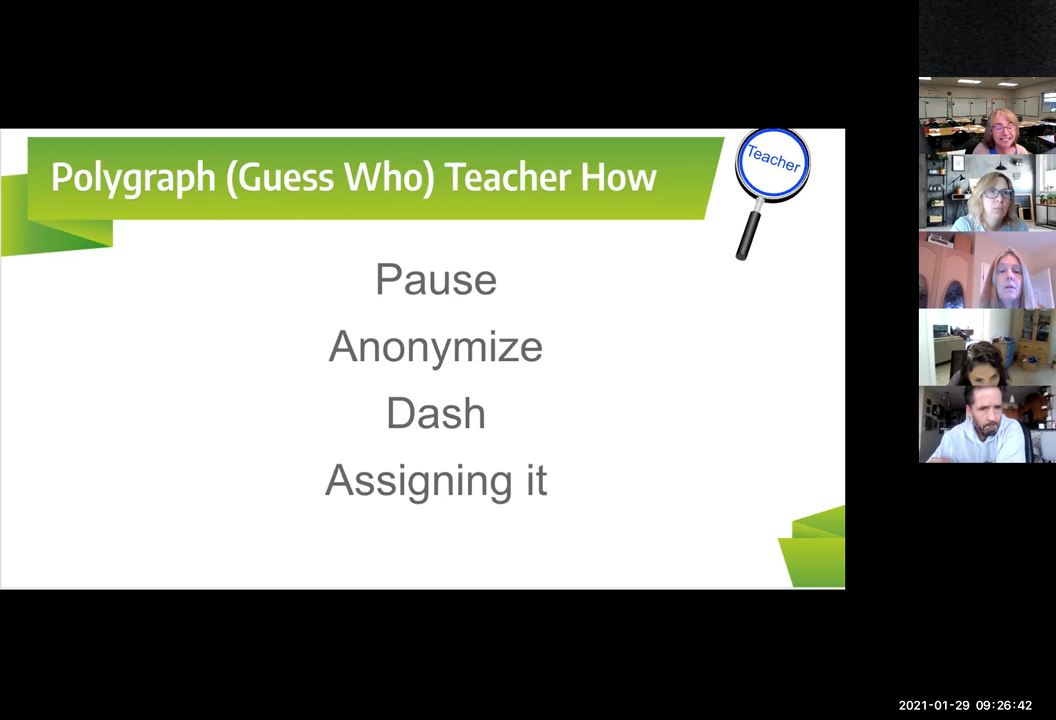 Polygraph (Guess Who) Teacher How
Teacher
Pause
Anonymize
Dash
Assigning it
2021-01-29 09:26:42